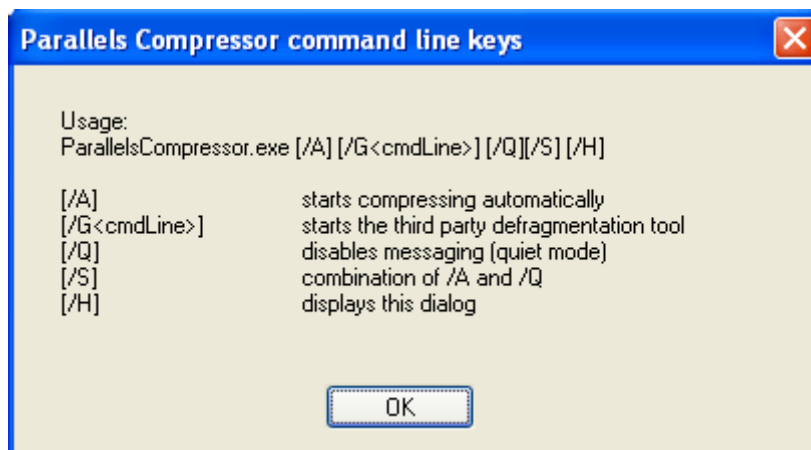 Parallels Compressor command line keys
Usage:
ParallelsCompressor.exe [/A] [/G<cmdLine>] [/Q][/S] [/H]
[/A] starts compressing automatically
[/G<cmdLine>] starts the third party defragmentation tool
[/Q] disables messaging (quiet mode)
[/S] combination of /A and /Q
[/H] displays this dialog
OK